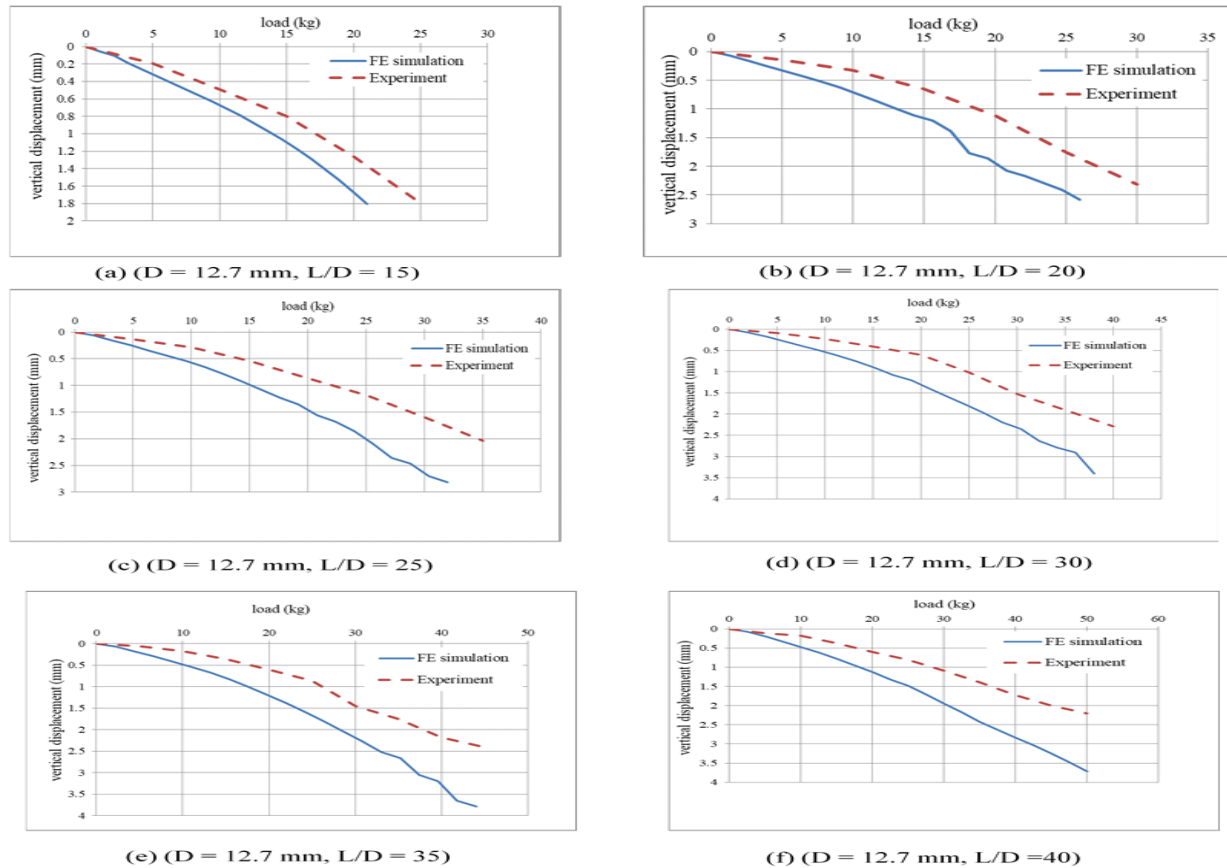 load (kg)
0 5 10 15 20 25 30
0
0.2
0.4
0.6
0.8
1
1.2
1.4
1.6
1.8
2
vertical displacement (mm)
FE simulation
Experiment
(a) (D = 12.7 mm, L/D = 15)
load (kg)
0 5 10 15 20 25 30 35
0
0.5
1
1.5
2
2.5
3
vertical displacement (mm)
FE simulation
Experiment
(b) (D = 12.7 mm, L/D = 20)
load (kg)
0 5 10 15 20 25 30 35 40
0
0.5
1
1.5
2
2.5
3
vertical displacement (mm)
FE simulation
Experiment
(c) (D = 12.7 mm, L/D = 25)
load (kg)
0 5 10 15 20 25 30 35 40 45
0
0.5
1
1.5
2
2.5
3
3.5
4
vertical displacement (mm)
FE simulation
Experiment
(d) (D = 12.7 mm, L/D = 30)
load (kg)
0 10 20 30 40 50
0
0.5
1
1.5
2
2.5
3
3.5
4
vertical displacement (mm)
FE simulation
Experiment
(e) (D = 12.7 mm, L/D = 35)
load (kg)
0 10 20 30 40 50 60
0
0.5
1
1.5
2
2.5
3
3.5
4
vertical displacement (mm)
FE simulation
Experiment
(f) (D = 12.7 mm, L/D =40)